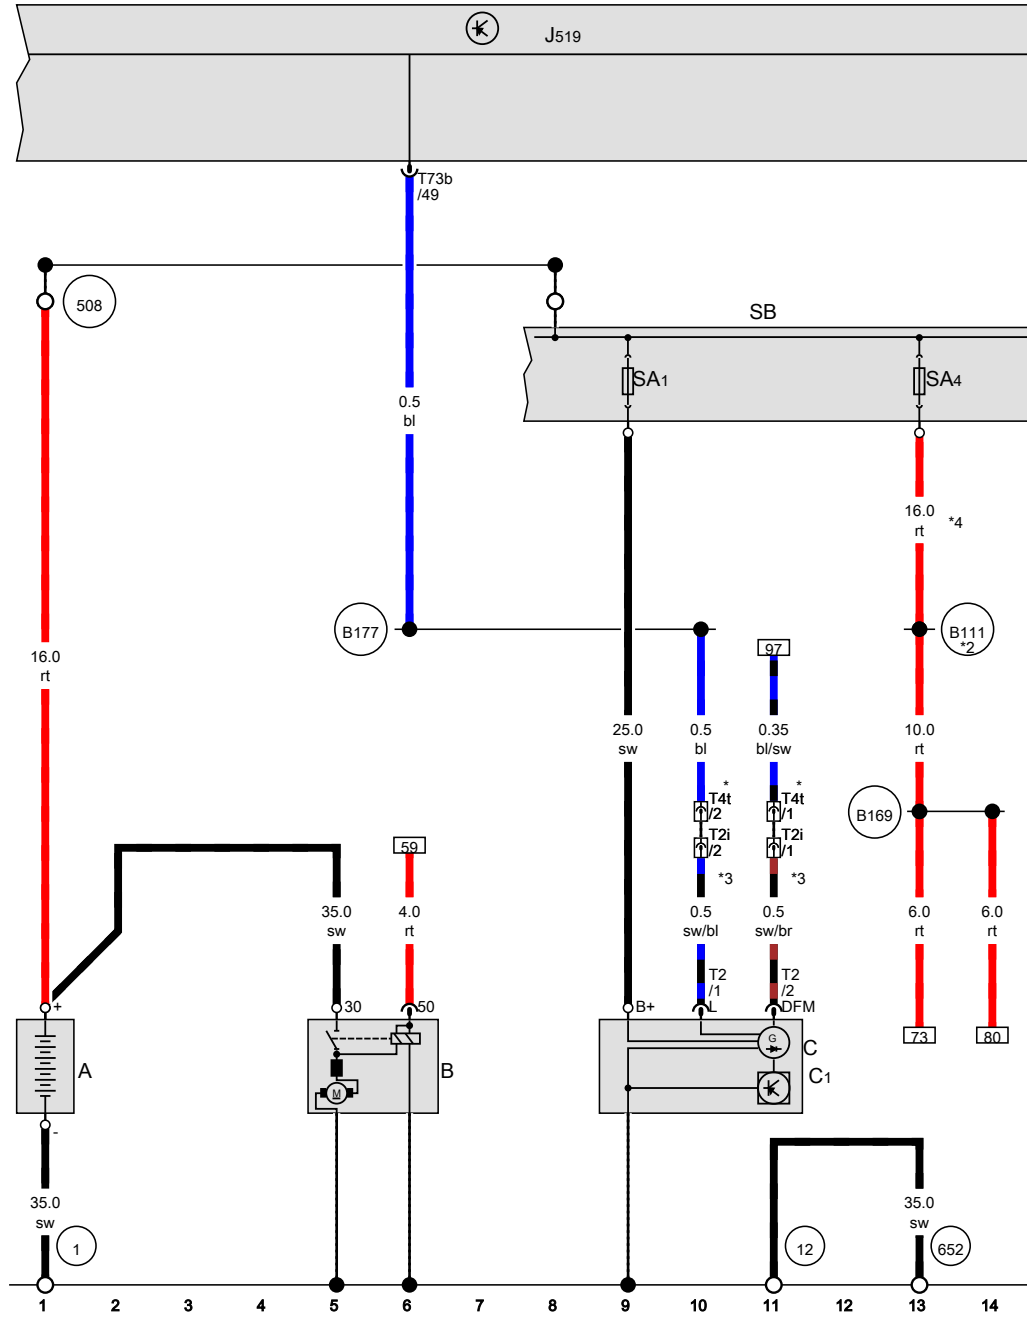 J519
T73b
/49
508
SB
SA1
SA4
0.5
bl
16.0
rt
*4
B177
B111
*2
97
16.0
rt
25.0
sw
0.5
bl
0.35
bl/sw
10.0
rt
*
T4t
/2
*
T4t
/1
B169
T2i
/2
T2i
/1
59
*3
*3
35.0
sw
4.0
rt
0.5
sw/bl
0.5
sw/br
6.0
rt
6.0
rt
T2
/1
T2
/2
+
30
50
B+
L
DFM
A
B
M
G
C
C1
73
80
-
35.0
sw
35.0
sw
1
12
652
1 2 3 4 5 6 7 8 9 10 11 12 13 14